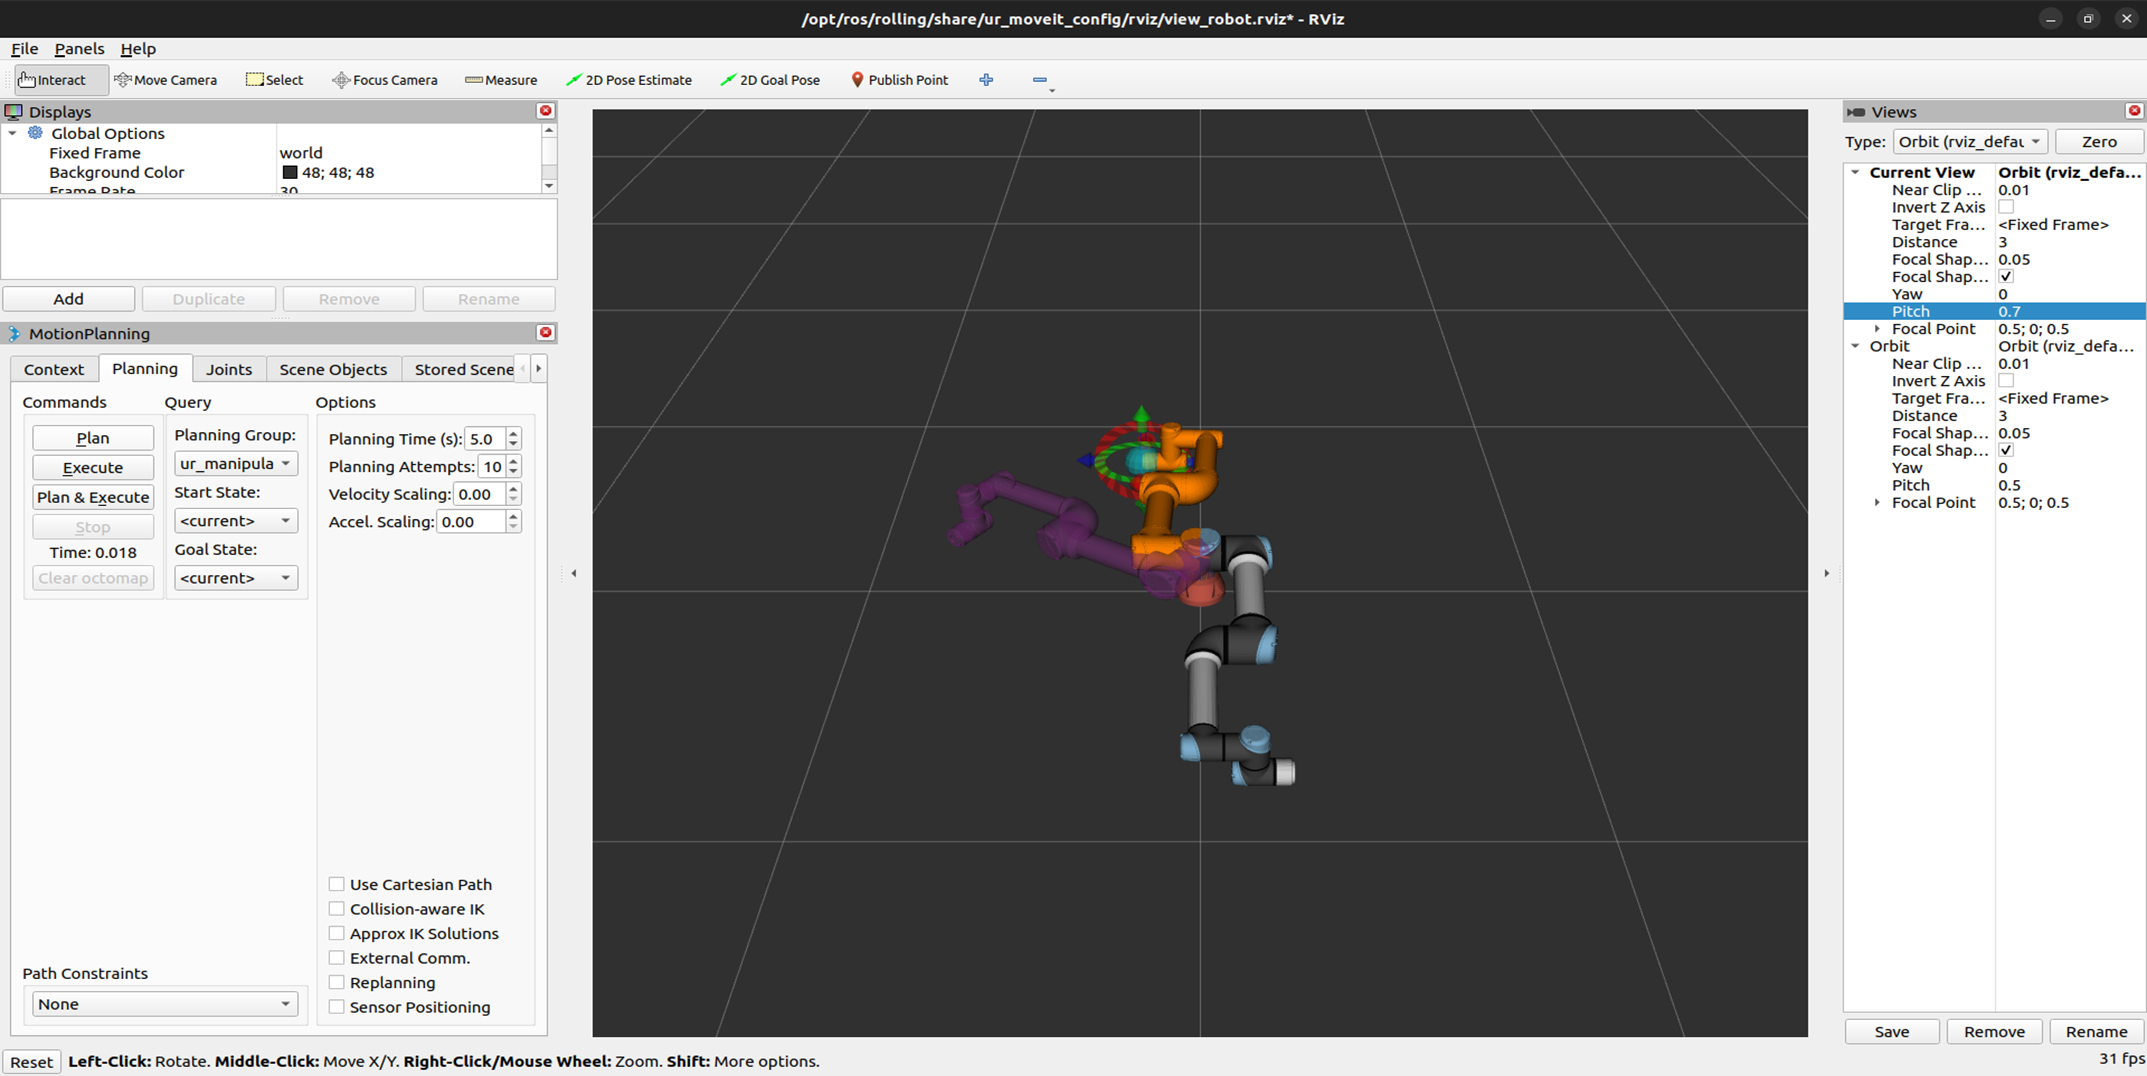 /opt/ros/rolling/share/ur_moveit_config/rviz/view_robot.rviz* - RViz
File Panels Help
Interact Move Camera Select Focus Camera Measure 2D Pose Estimate 2D Goal Pose Publish Point
Displays
Global Options
Fixed Frame world
Background Color 48; 48; 48
Frame Rate 30
Add Duplicate Remove Rename
MotionPlanning
Context Planning Joints Scene Objects Stored Scene
Commands Query Options
Plan
Execute
Plan & Execute
Stop
Time: 0.018
Clear octomap
Planning Group:
ur_manipula
Start State:
<current>
Goal State:
<current>
Planning Time (s): 5.0
Planning Attempts: 10
Velocity Scaling: 0.00
Accel. Scaling: 0.00
Use Cartesian Path
Collision-aware IK
Approx IK Solutions
External Comm.
Replanning
Sensor Positioning
Path Constraints
None
Views
Type: Orbit (rviz_defau Zero
Current View Orbit (rviz_defa...
Near Clip ... 0.01
Invert Z Axis
Target Fra... <Fixed Frame>
Distance 3
Focal Shap... 0.05
Focal Shap...
Yaw 0
Pitch 0.7
Focal Point 0.5; 0; 0.5
Orbit Orbit (rviz_defa...
Near Clip ... 0.01
Invert Z Axis
Target Fra... <Fixed Frame>
Distance 3
Focal Shap... 0.05
Focal Shap...
Yaw 0
Pitch 0.5
Focal Point 0.5; 0; 0.5
Save Remove Rename
Reset Left-Click: Rotate. Middle-Click: Move X/Y. Right-Click/Mouse Wheel: Zoom. Shift: More options.
31 fps